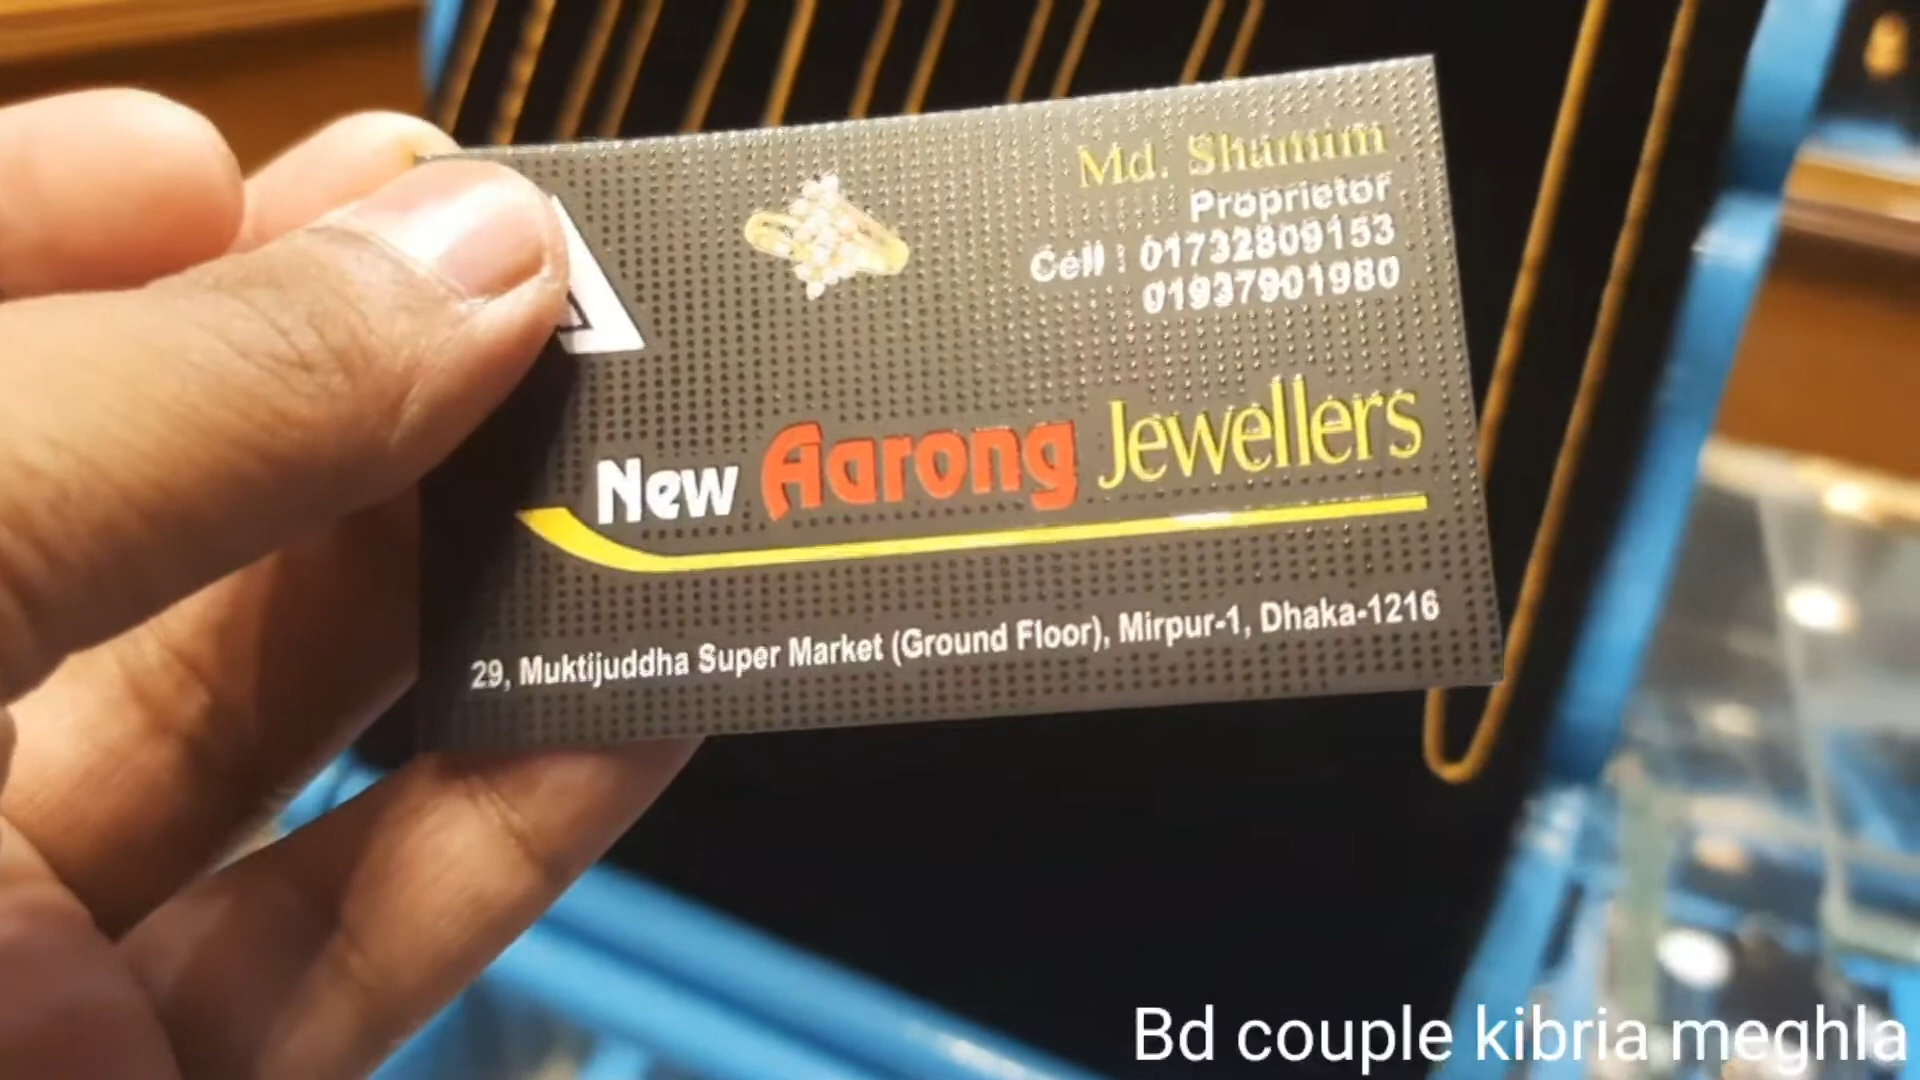 Md. Shamim
Proprietor
Cell : 01732809153
01937901980
New Aarong Jewellers
29, Muktijuddha Super Market (Ground Floor), Mirpur-1, Dhaka-1216
Bd couple kibria meghla